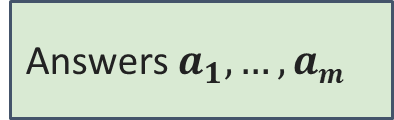 Answers a₁, … , aₘ